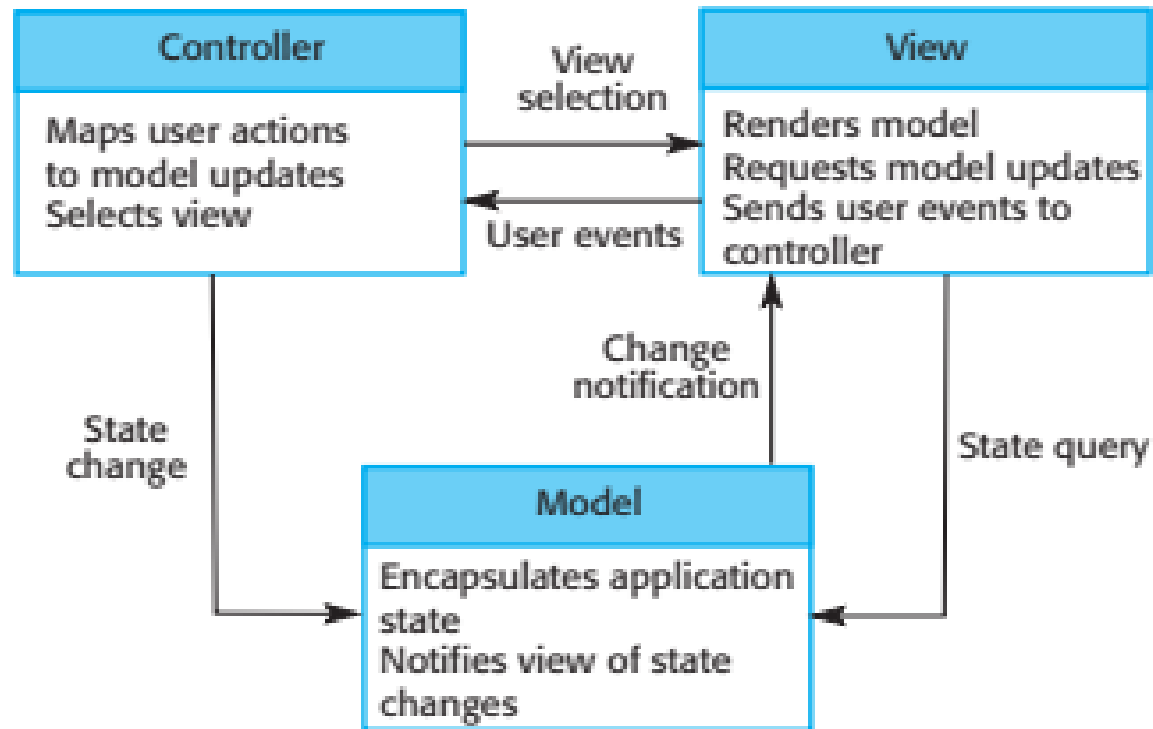 Controller
Maps user actions
to model updates
Selects view
View
selection
User events
View
Renders model
Requests model updates
Sends user events to
controller
State
change
Change
notification
State query
Model
Encapsulates application
state
Notifies view of state
changes